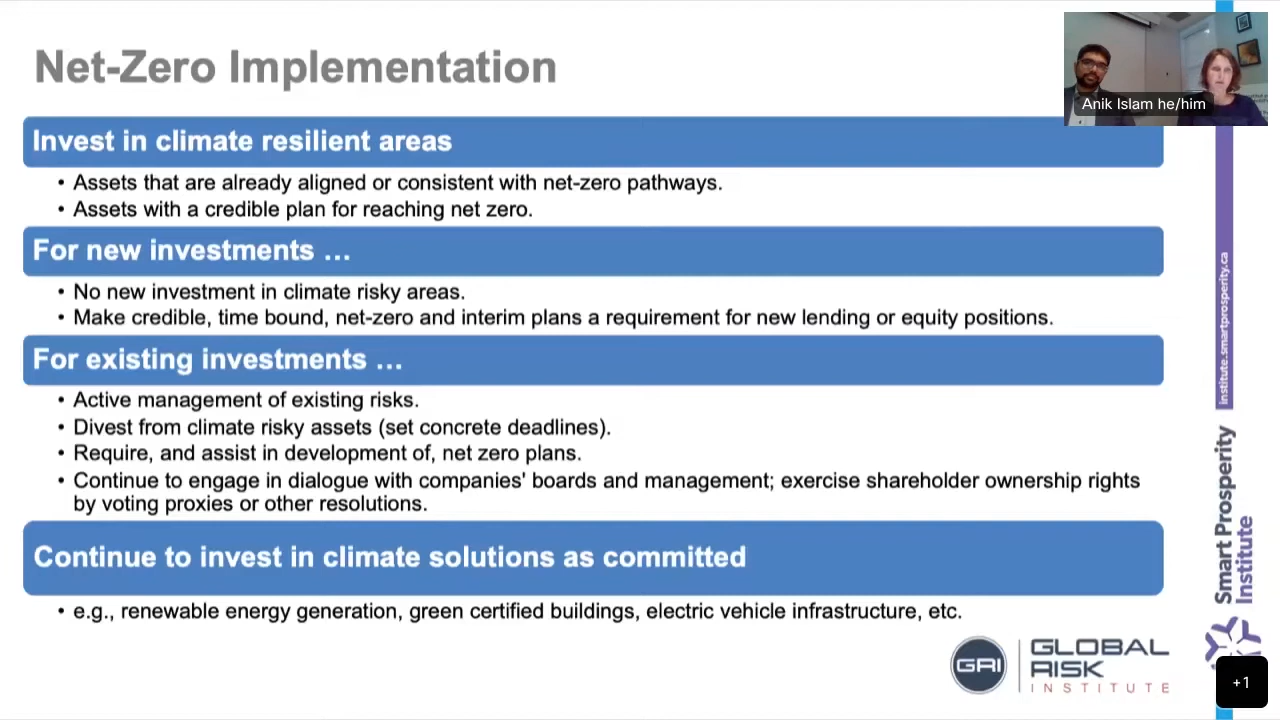 Net-Zero Implementation
Anik Islam he/him
Invest in climate resilient areas
• Assets that are already aligned or consistent with net-zero pathways.
• Assets with a credible plan for reaching net zero.
For new investments …
• No new investment in climate risky areas.
• Make credible, time bound, net-zero and interim plans a requirement for new lending or equity positions.
For existing investments …
• Active management of existing risks.
• Divest from climate risky assets (set concrete deadlines).
• Require, and assist in development of, net zero plans.
• Continue to engage in dialogue with companies' boards and management; exercise shareholder ownership rights
by voting proxies or other resolutions.
Continue to invest in climate solutions as committed
• e.g., renewable energy generation, green certified buildings, electric vehicle infrastructure, etc.
GRI
GLOBAL
RISK
INSTITUTE
institute.smartprosperity.ca
Smart Prosperity
Institute
+1